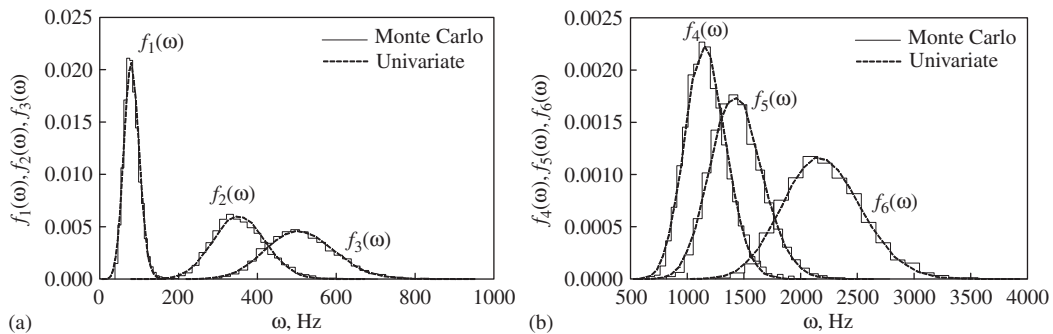 0.025
0.020
0.015
0.010
0.005
0.000
f₁(ω), f₂(ω), f₃(ω)
f₁(ω)
f₂(ω)
f₃(ω)
Monte Carlo
Univariate
0 200 400 600 800 1000
ω, Hz
(a)
0.0025
0.0020
0.0015
0.0010
0.0005
0.0000
f₄(ω), f₅(ω), f₆(ω)
f₄(ω)
f₅(ω)
f₆(ω)
Monte Carlo
Univariate
500 1000 1500 2000 2500 3000 3500 4000
ω, Hz
(b)